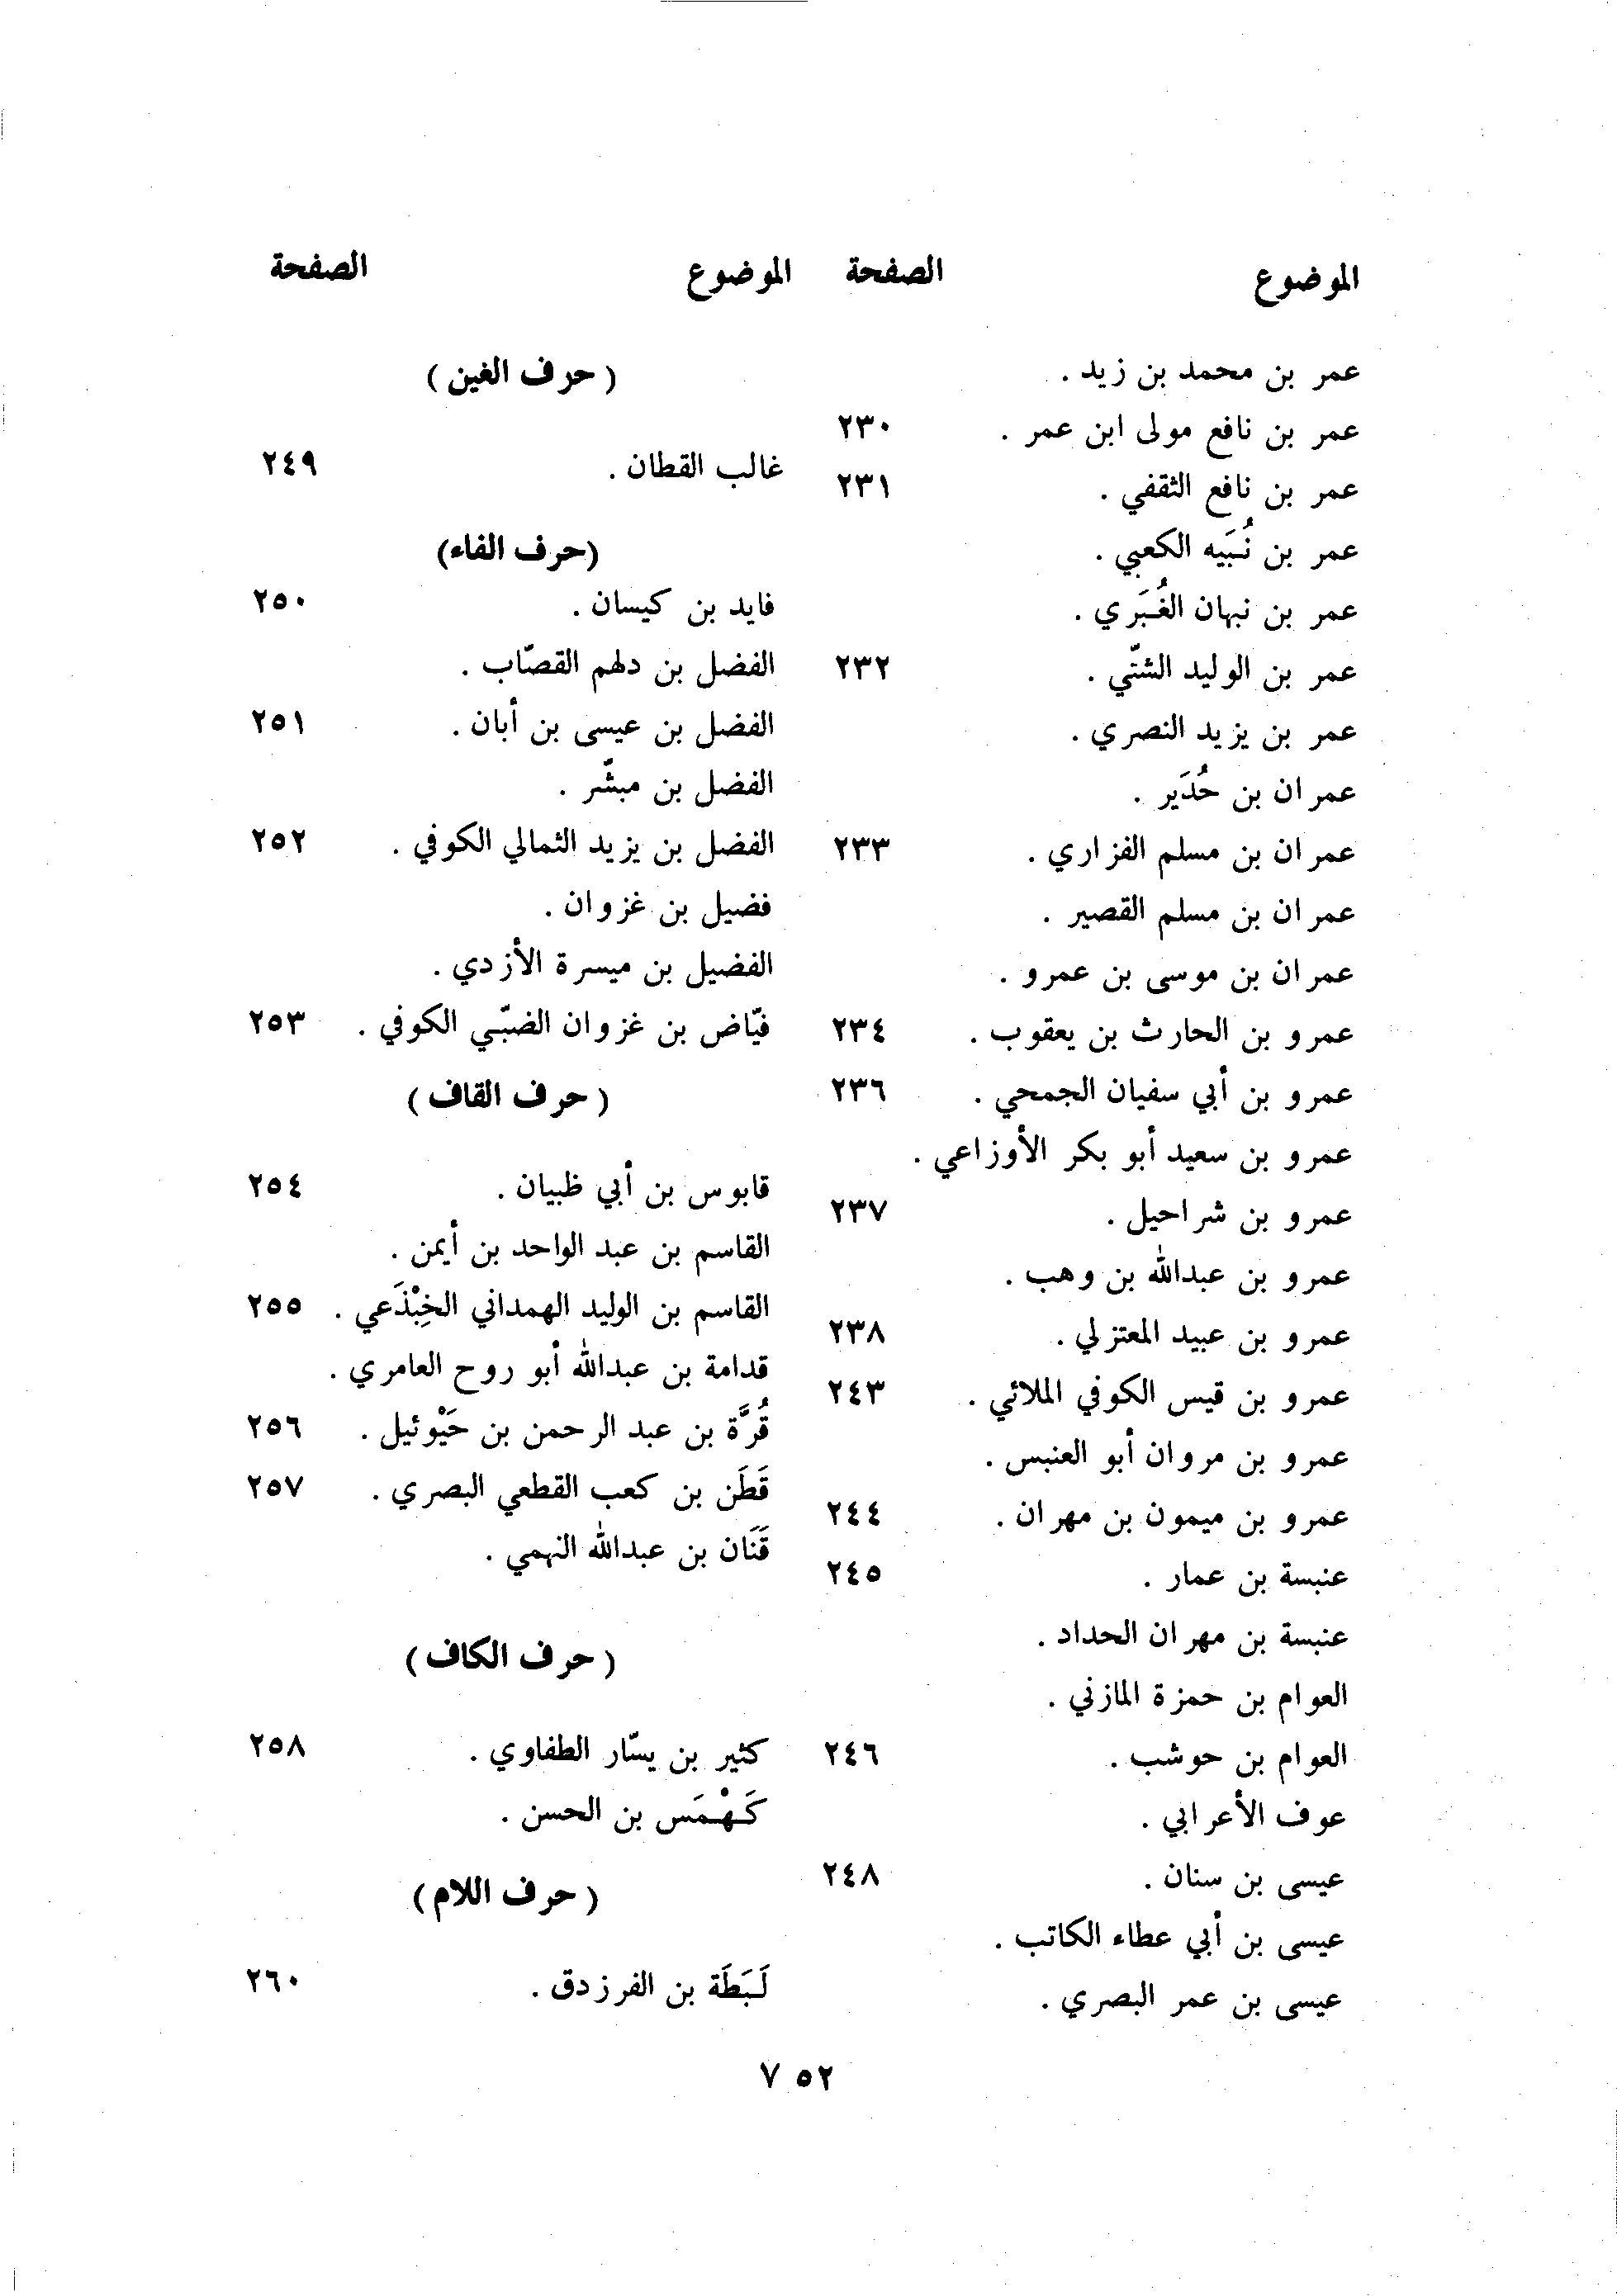 الموضوع الصفحة
عمر بن محمد بن زيد .
عمر بن نافع مولى ابن عمر . ٢٣٠
عمر بن نافع الثقفي . ٢٣١
عمر بن نُبَيه الكعبي .
عمر بن نبهان الغُبَري .
عمر بن الوليد الشنّي . ٢٣٢
عمر بن يزيد النصري .
عمران بن حُدَير .
عمران بن مسلم الفزاري . ٢٣٣
عمران بن مسلم القصير .
عمران بن موسى بن عمرو .
عمرو بن الحارث بن يعقوب . ٢٣٤
عمرو بن أبي سفيان الجمحي . ٢٣٦
عمرو بن سعيد أبو بكر الأوزاعي .
عمرو بن شراحيل . ٢٣٧
عمرو بن عبدالله بن وهب .
عمرو بن عبيد المعتزلي . ٢٣٨
عمرو بن قيس الكوفي الملائي . ٢٤٣
عمرو بن مروان أبو العنبس .
عمرو بن ميمون بن مهران . ٢٤٤
عنبسة بن عمار . ٢٤٥
عنبسة بن مهران الحداد .
العوام بن حمزة المازني .
العوام بن حوشب . ٢٤٦
عوف الأعرابي .
عيسى بن سنان . ٢٤٨
عيسى بن أبي عطاء الكاتب .
عيسى بن عمر البصري .
الموضوع الصفحة
( حرف الغين )
غالب القطان . ٢٤٩
(حرف الفاء)
فايد بن كيسان . ٢٥٠
الفضل بن دلهم القصّاب .
الفضل بن عيسى بن أبان . ٢٥١
الفضل بن مبشّر .
الفضل بن يزيد الثمالي الكوفي . ٢٥٢
فضيل بن غزوان .
الفضيل بن ميسرة الأزدي .
فيّاض بن غزوان الضبّي الكوفي . ٢٥٣
( حرف القاف )
قابوس بن أبي ظبيان . ٢٥٤
القاسم بن عبد الواحد بن أيمن .
القاسم بن الوليد الهمداني الخِبْذَعي . ٢٥٥
قدامة بن عبدالله أبو روح العامري .
قُرَّة بن عبد الرحمن بن حَيْوئيل . ٢٥٦
قَطَن بن كعب القطعي البصري . ٢٥٧
قَنَان بن عبدالله النهمي .
( حرف الكاف )
كثير بن يسّار الطفاوي . ٢٥٨
كَهْمَس بن الحسن .
( حرف اللام )
لَبَطَة بن الفرزدق . ٢٦٠
٧٥٢